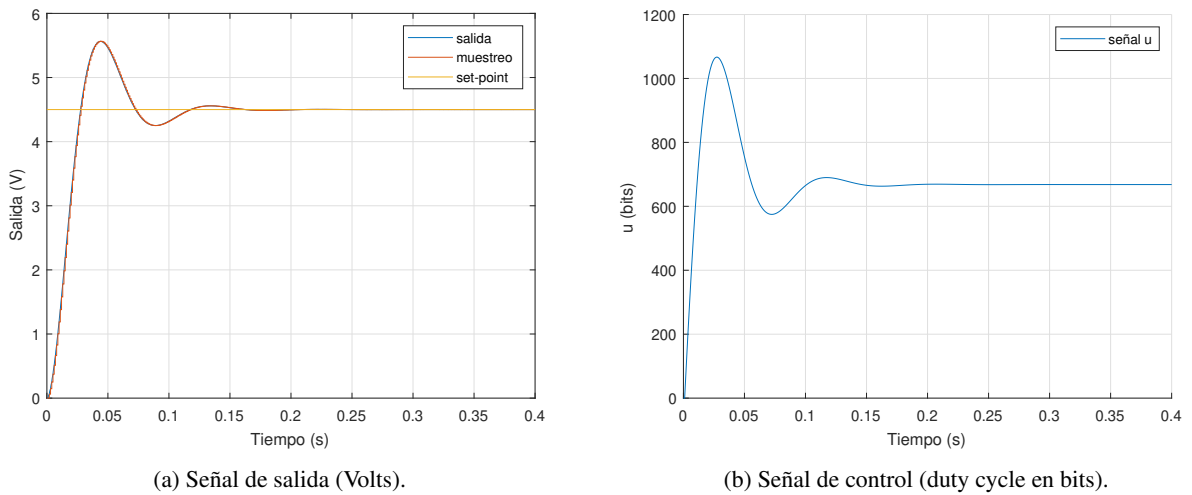 6
5
4
3
2
1
0
Salida (V)
salida
muestreo
set-point
0 0.05 0.1 0.15 0.2 0.25 0.3 0.35 0.4
Tiempo (s)
(a) Señal de salida (Volts).
1200
1000
800
600
400
200
0
u (bits)
señal u
0 0.05 0.1 0.15 0.2 0.25 0.3 0.35 0.4
Tiempo (s)
(b) Señal de control (duty cycle en bits).